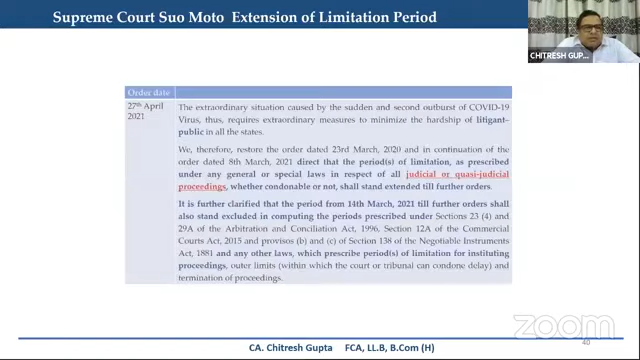 Supreme Court Suo Moto Extension of Limitation Period
CHITRESH GUP...
Order date
27th April
2021
The extraordinary situation caused by the sudden and second outburst of COVID-19
Virus, thus, requires extraordinary measures to minimize the hardship of litigant–
public in all the states.
We, therefore, restore the order dated 23rd March, 2020 and in continuation of the
order dated 8th March, 2021 direct that the period(s) of limitation, as prescribed
under any general or special laws in respect of all judicial or quasi-judicial
proceedings, whether condonable or not, shall stand extended till further orders.
It is further clarified that the period from 14th March, 2021 till further orders shall
also stand excluded in computing the periods prescribed under Sections 23 (4) and
29A of the Arbitration and Conciliation Act, 1996, Section 12A of the Commercial
Courts Act, 2015 and provisos (b) and (c) of Section 138 of the Negotiable Instruments
Act, 1881 and any other laws, which prescribe period(s) of limitation for instituting
proceedings, outer limits (within which the court or tribunal can condone delay) and
termination of proceedings.
zoom
40
CA. Chitresh Gupta FCA, LL.B, B.Com (H)